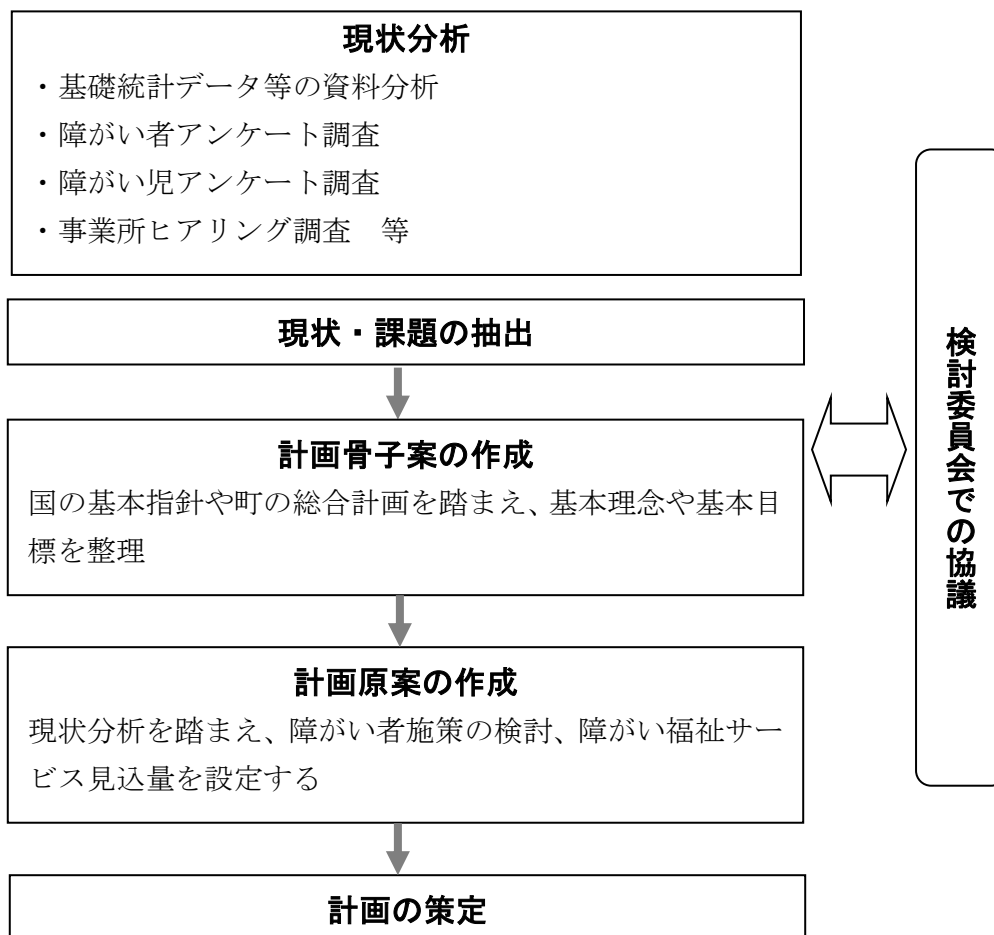 現状分析
・基礎統計データ等の資料分析
・障がい者アンケート調査
・障がい児アンケート調査
・事業所ヒアリング調査　等
現状・課題の抽出
計画骨子案の作成
国の基本指針や町の総合計画を踏まえ、基本理念や基本目
標を整理
計画原案の作成
現状分析を踏まえ、障がい者施策の検討、障がい福祉サー
ビス見込量を設定する
計画の策定
検討委員会での協議